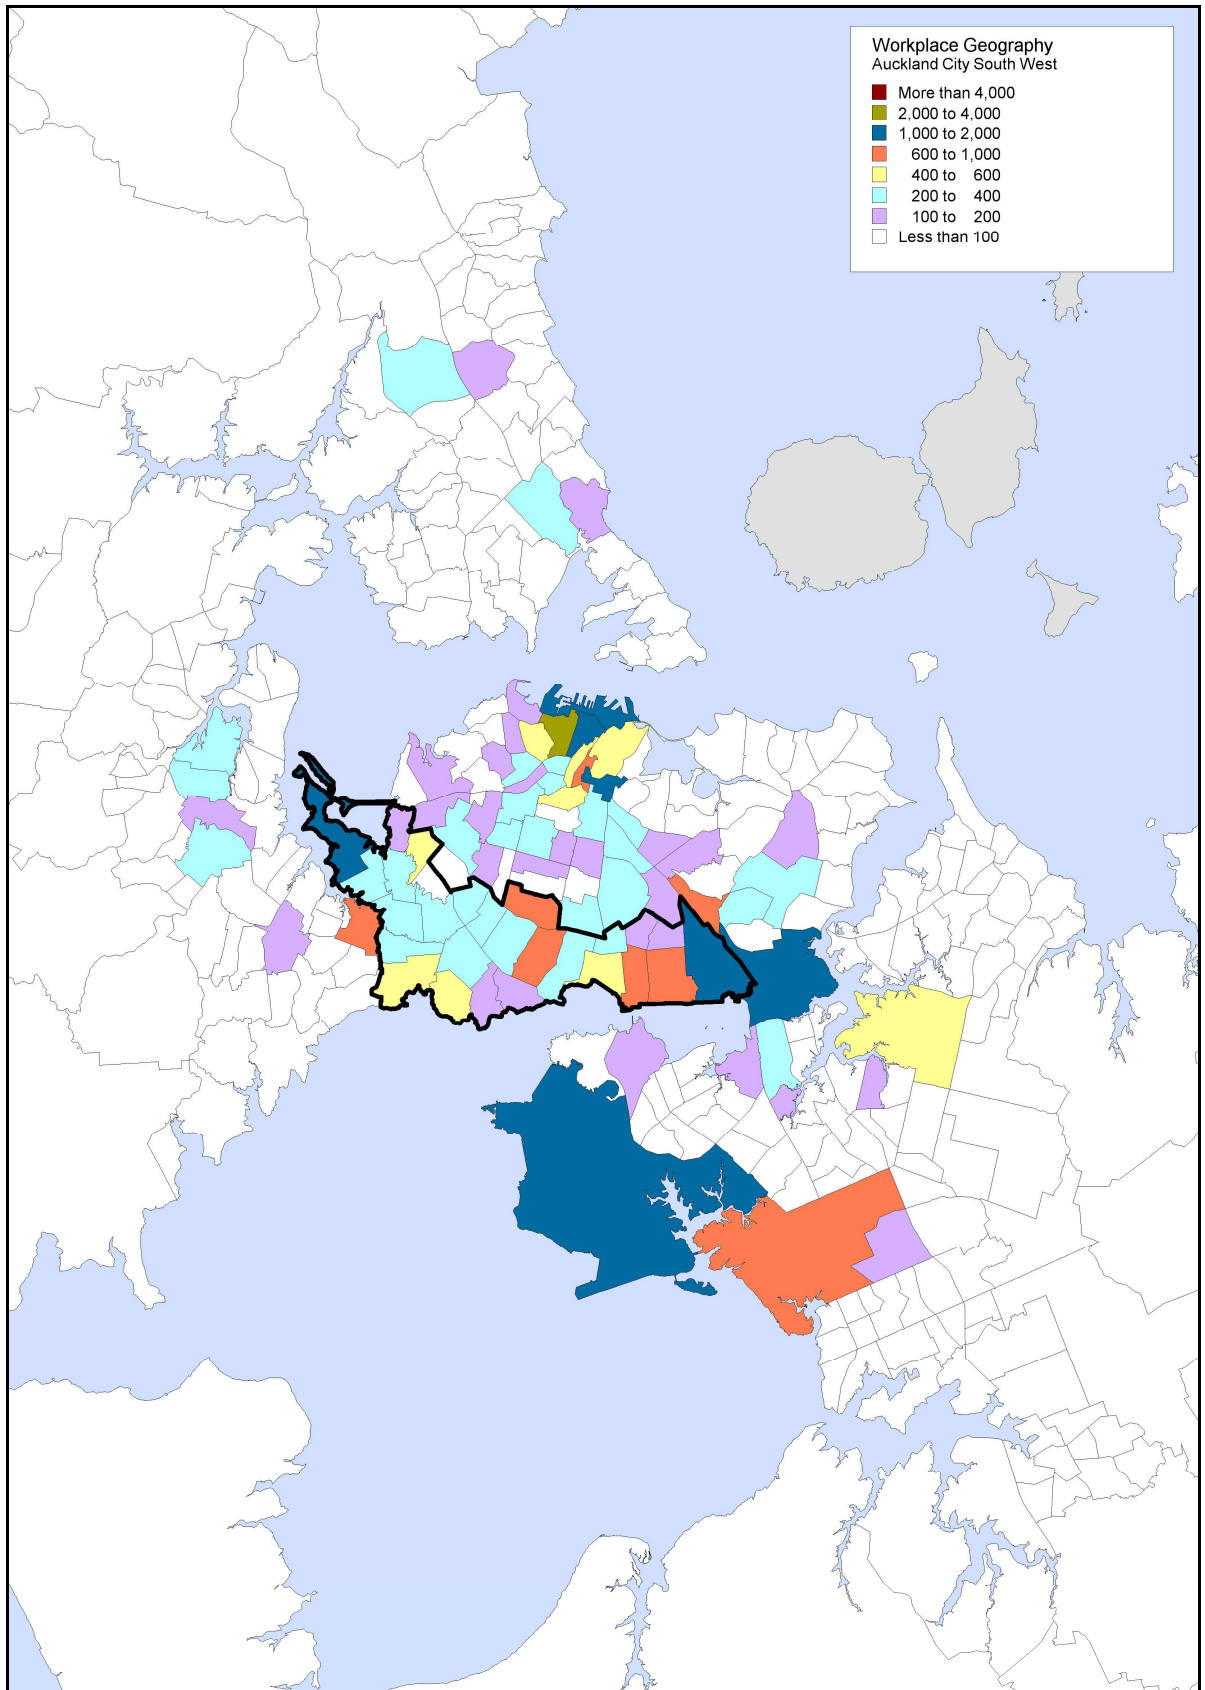 Workplace Geography
Auckland City South West
More than 4,000
2,000 to 4,000
1,000 to 2,000
600 to 1,000
400 to 600
200 to 400
100 to 200
Less than 100